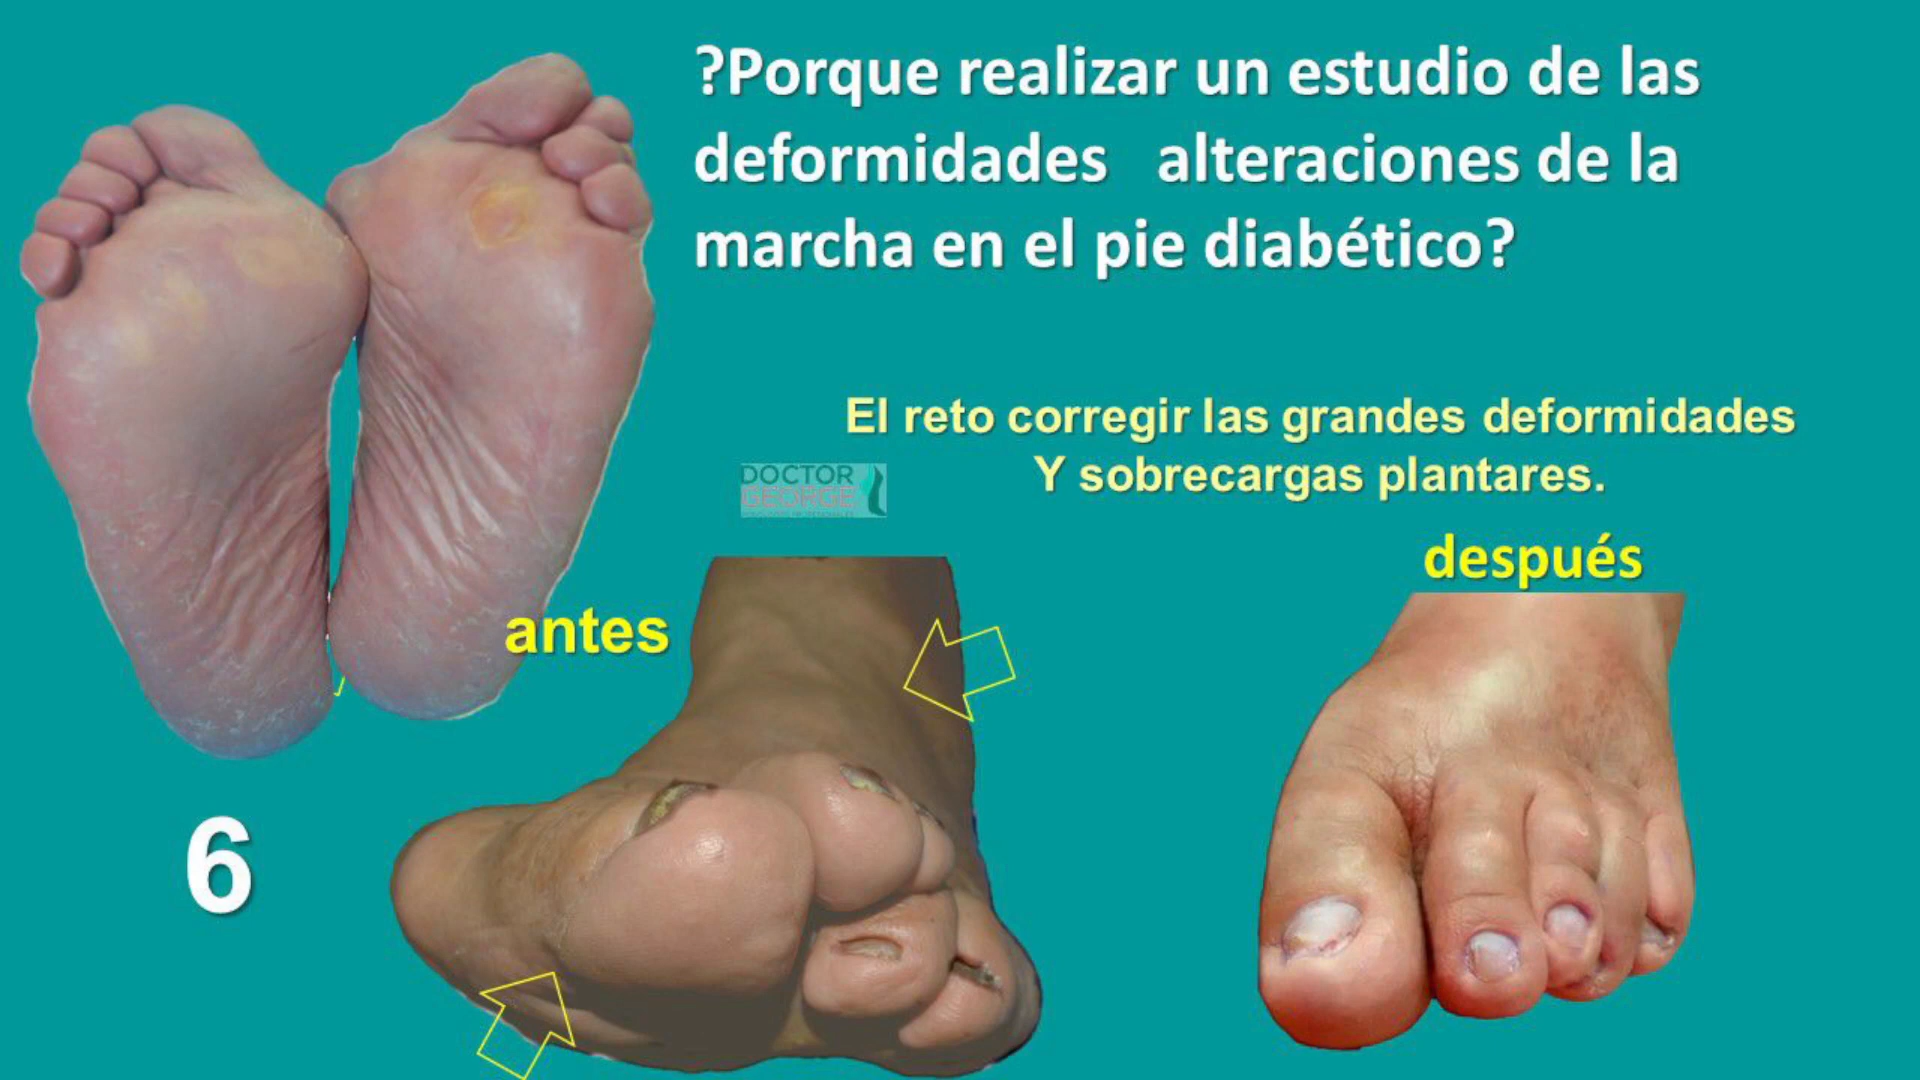 ?Porque realizar un estudio de las
deformidades alteraciones de la
marcha en el pie diabético?
El reto corregir las grandes deformidades
Y sobrecargas plantares.
DOCTOR
GEORGE
después
antes
6